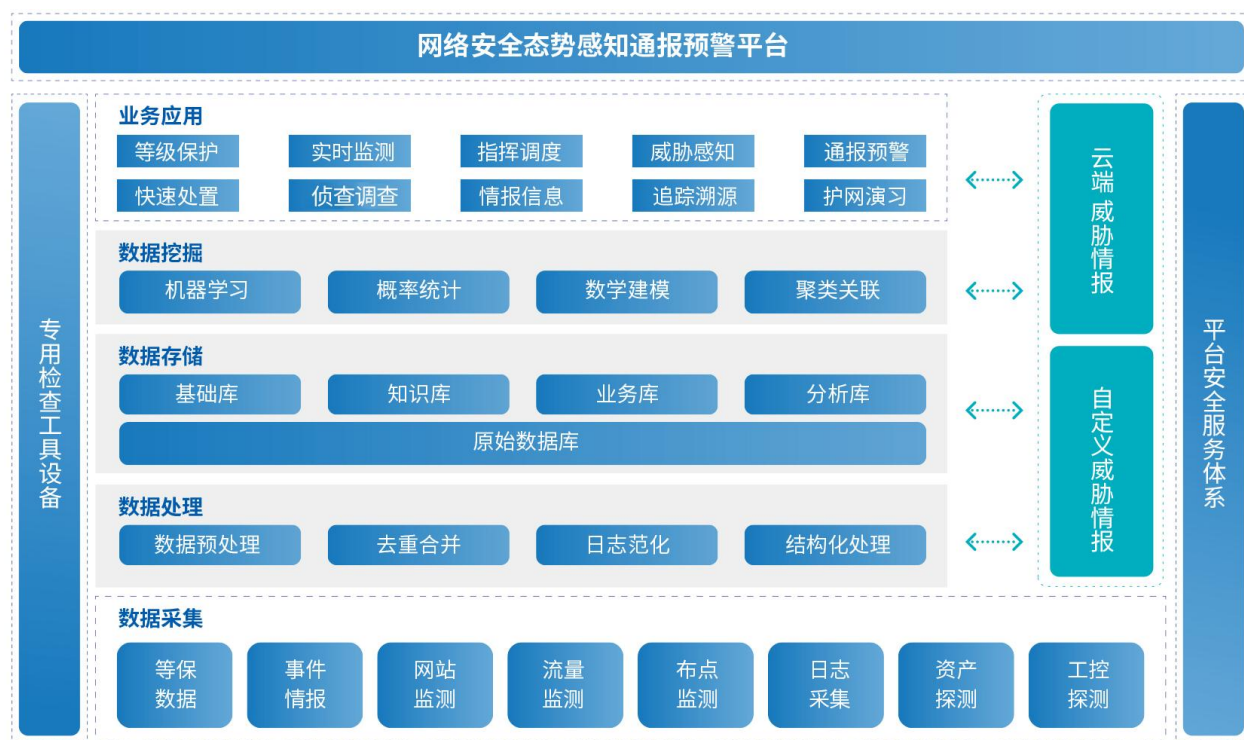 网络安全态势感知通报预警平台
专用检查工具设备
业务应用
等级保护
实时监测
指挥调度
威胁感知
通报预警
快速处置
侦查调查
情报信息
追踪溯源
护网演习
数据挖掘
机器学习
概率统计
数学建模
聚类关联
数据存储
基础库
知识库
业务库
分析库
原始数据库
数据处理
数据预处理
去重合并
日志范化
结构化处理
数据采集
等保
数据
事件
情报
网站
监测
流量
监测
布点
监测
日志
采集
资产
探测
工控
探测
云端 威胁情报
自定义威胁情报
平台安全服务体系